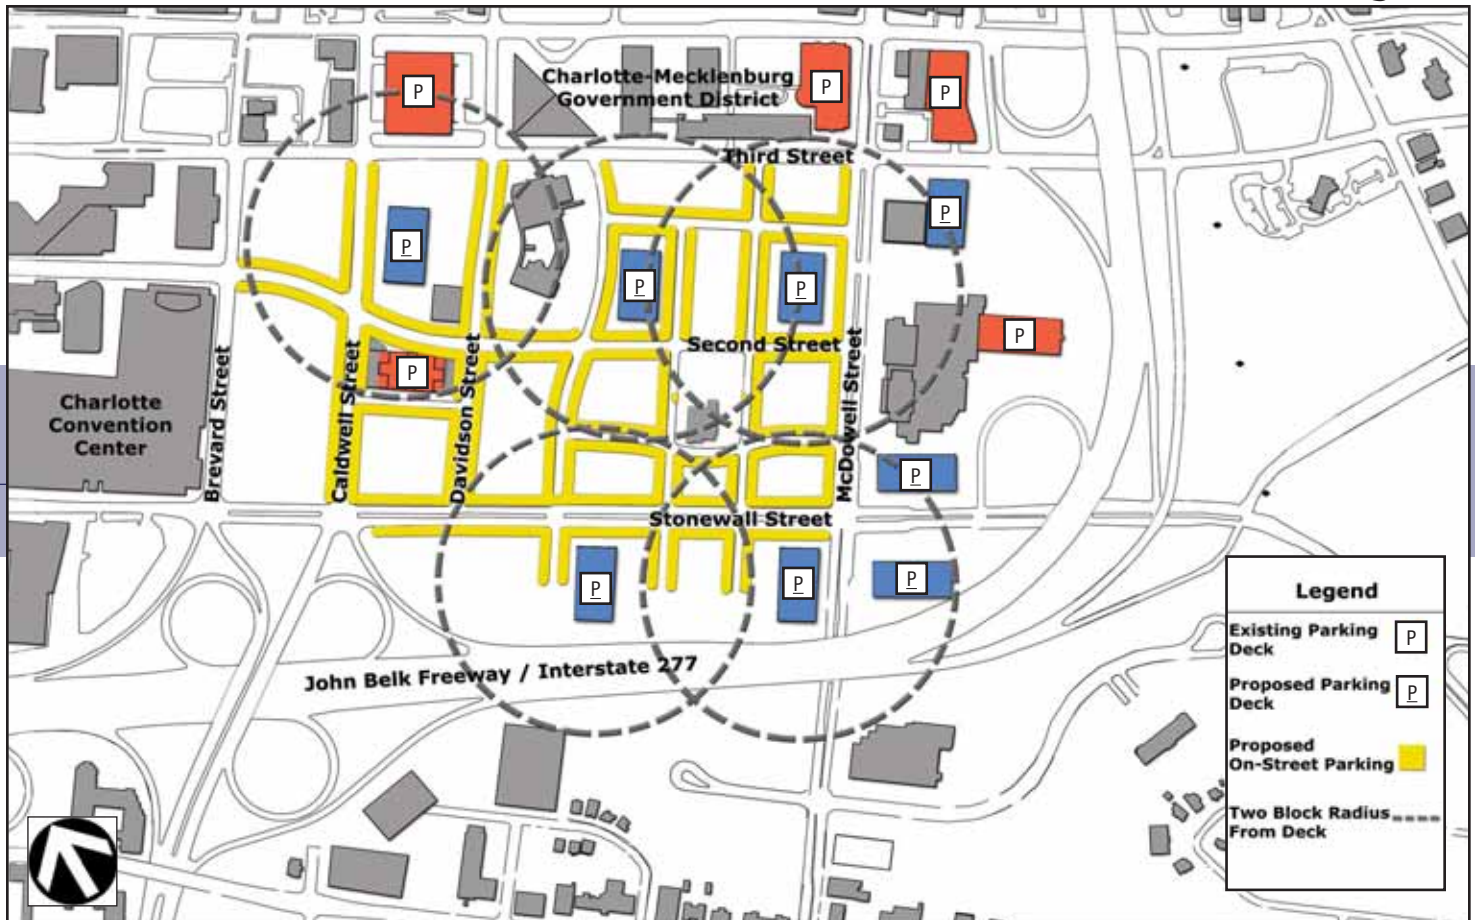 P
P
P
Charlotte-Mecklenburg
Government District
Third Street
P
P
P
P
Second Street
P
P
Charlotte
Convention
Center
Brevard Street
Caldwell Street
Davidson Street
McDowell Street
P
Stonewall Street
P
P
P
John Belk Freeway / Interstate 277
Legend
Existing Parking
Deck
P
Proposed Parking
Deck
P
Proposed
On-Street Parking
Two Block Radius
From Deck